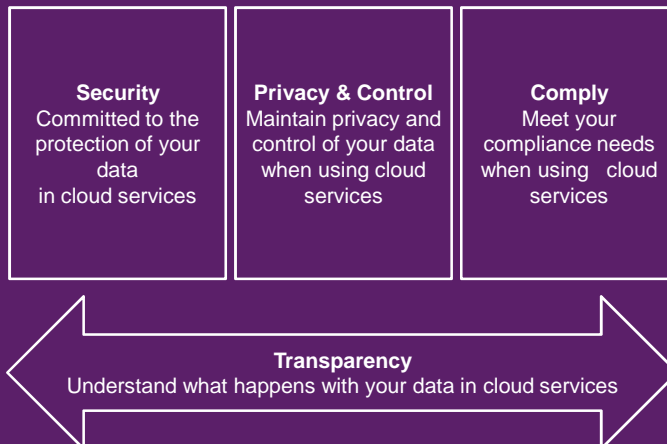 Security
Committed to the
protection of your
data
in cloud services
Privacy & Control
Maintain privacy and
control of your data
when using cloud
services
Comply
Meet your
compliance needs
when using cloud
services
Transparency
Understand what happens with your data in cloud services